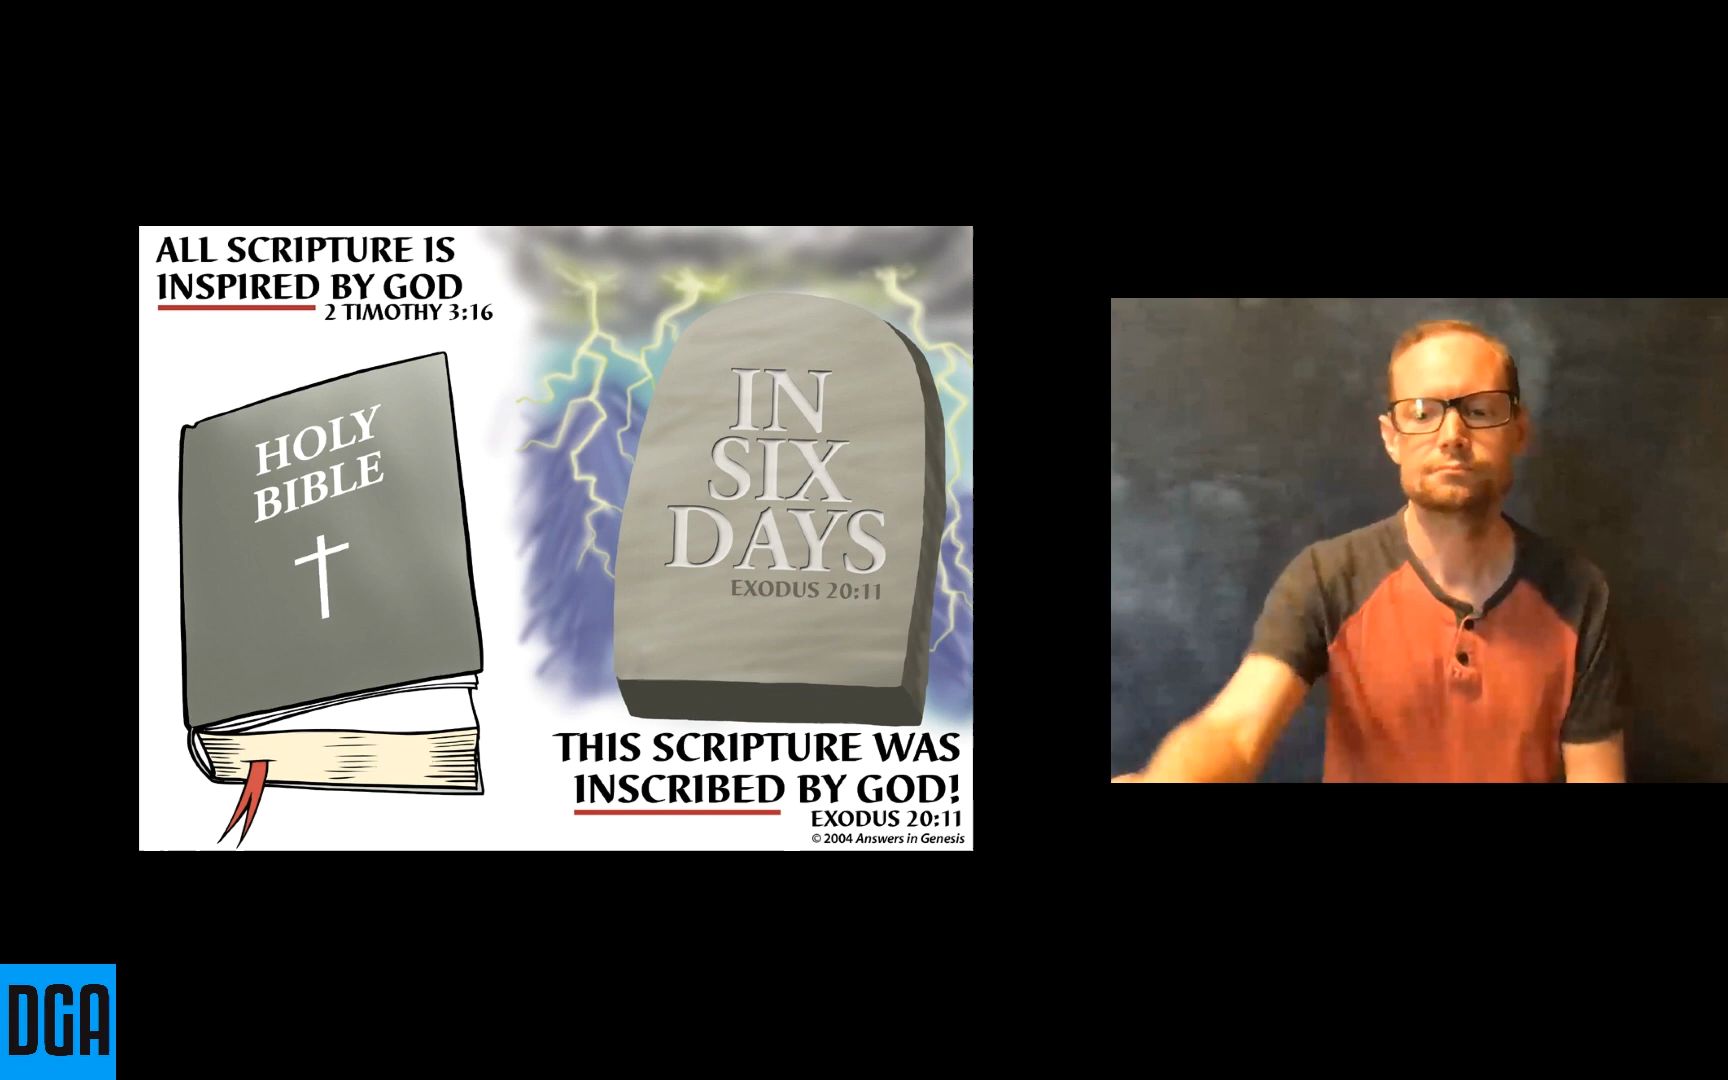 ALL SCRIPTURE IS
INSPIRED BY GOD
2 TIMOTHY 3:16
HOLY
BIBLE
IN
SIX
DAYS
EXODUS 20:11
THIS SCRIPTURE WAS
INSCRIBED BY GOD!
EXODUS 20:11
© 2004 Answers in Genesis
DGA